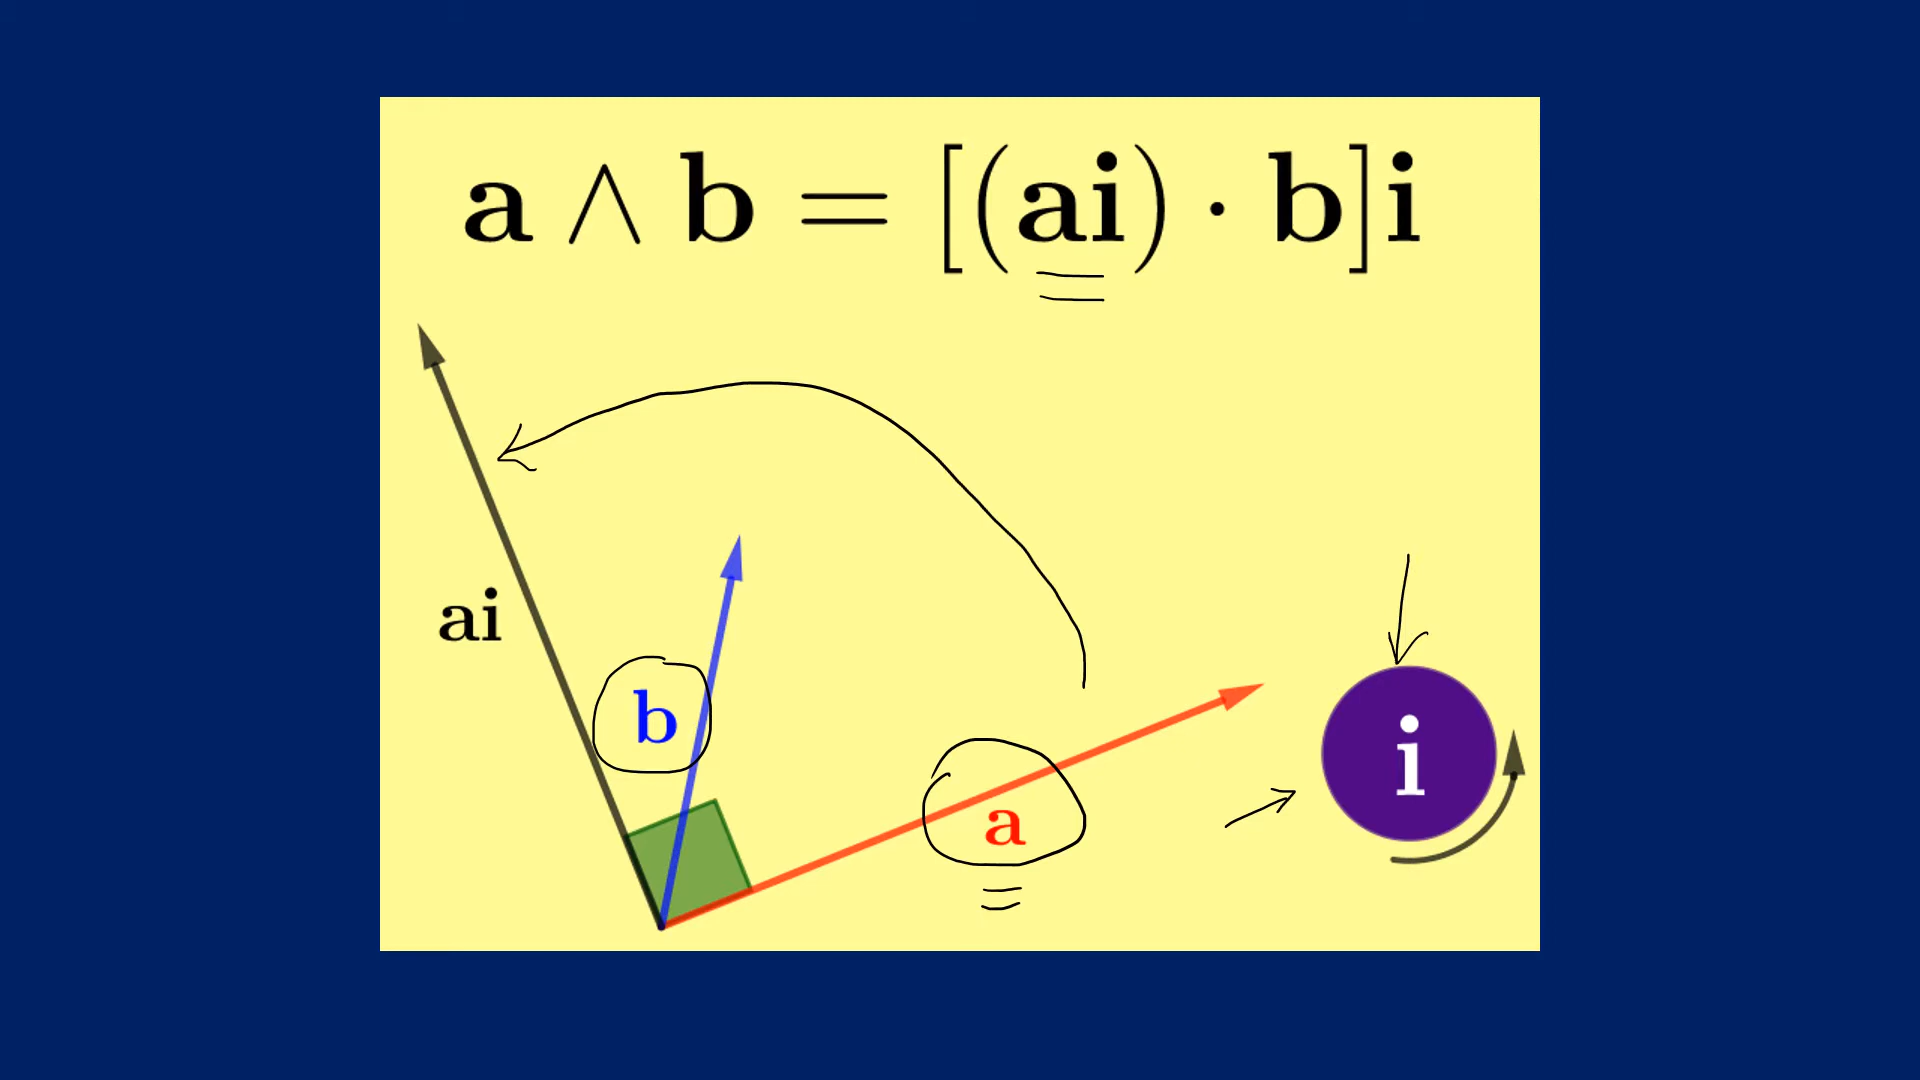 a ∧ b = [(ai) · b]i
ai
b
a
i